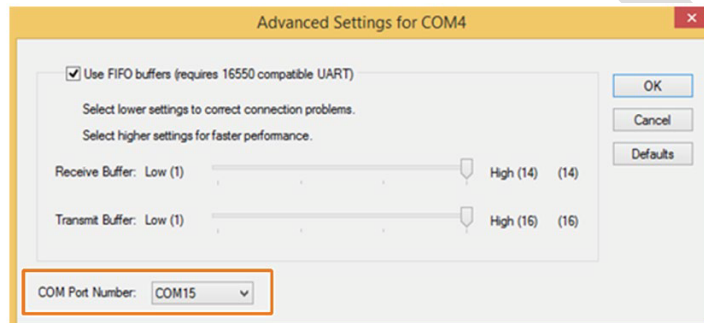 Advanced Settings for COM4
Use FIFO buffers (requires 16550 compatible UART)
OK
Select lower settings to correct connection problems.
Cancel
Select higher settings for faster performance.
Defaults
Receive Buffer: Low (1) High (14) (14)
Transmit Buffer: Low (1) High (16) (16)
COM Port Number: COM15